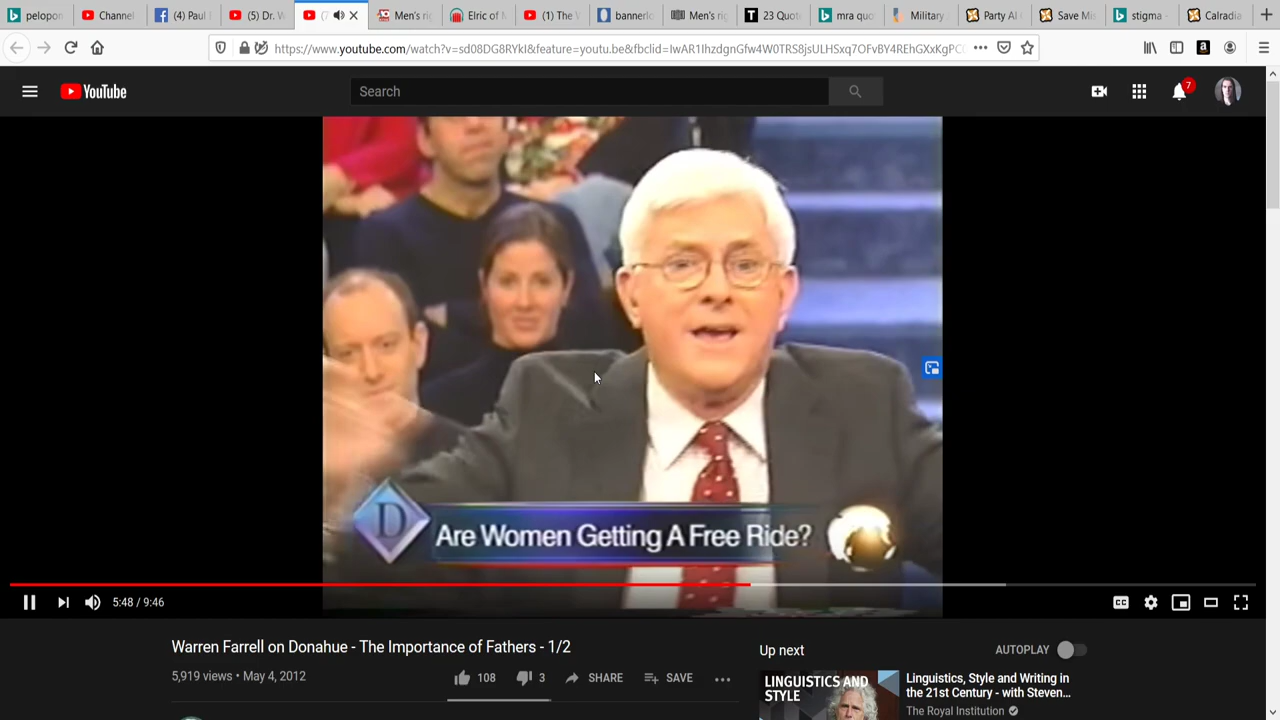 pelopon
Channel
(4) Paul
(5) Dr. V
Men's ri
Elric of M
(1) The V
bannerlo
Men's ri
23 Quot
mra quo
Military
Party AI C
Save Mi
stigma -
Calradia
https://www.youtube.com/watch?v=sd08DG8RYkI&feature=youtu.be&fbclid=IwAR1IhzdgnGfw4W0TRS8jsULHSxq7OFvBY4REhGXxKgPC
YouTube
Search
7
D
Are Women Getting A Free Ride?
5:48 / 9:46
CC
Warren Farrell on Donahue - The Importance of Fathers - 1/2
5,919 views • May 4, 2012
108
3
SHARE
SAVE
Up next
AUTOPLAY
LINGUISTICS AND
STYLE
Linguistics, Style and Writing in
the 21st Century - with Steven...
The Royal Institution